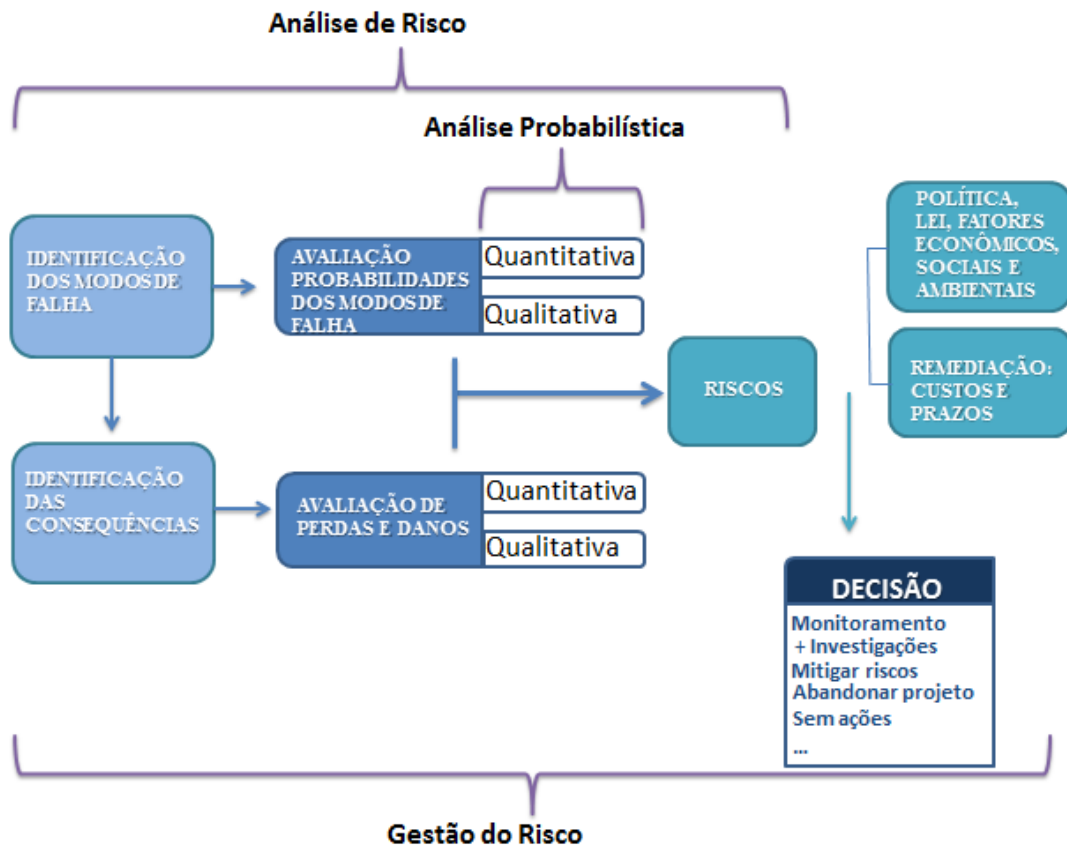 Análise de Risco
Análise Probabilística
IDENTIFICAÇÃO
DOS MODOS DE
FALHA
AVALIAÇÃO
PROBABILIDADES
DOS MODOS DE
FALHA
Quantitativa
Qualitativa
POLÍTICA,
LEI, FATORES
ECONÔMICOS,
SOCIAIS E
AMBIENTAIS
RISCOS
REMEDIAÇÃO:
CUSTOS E
PRAZOS
IDENTIFICAÇÃO
DAS
CONSEQUÊNCIAS
AVALIAÇÃO DE
PERDAS E DANOS
Quantitativa
Qualitativa
DECISÃO
Monitoramento
+ Investigações
Mitigar riscos
Abandonar projeto
Sem ações
...
Gestão do Risco